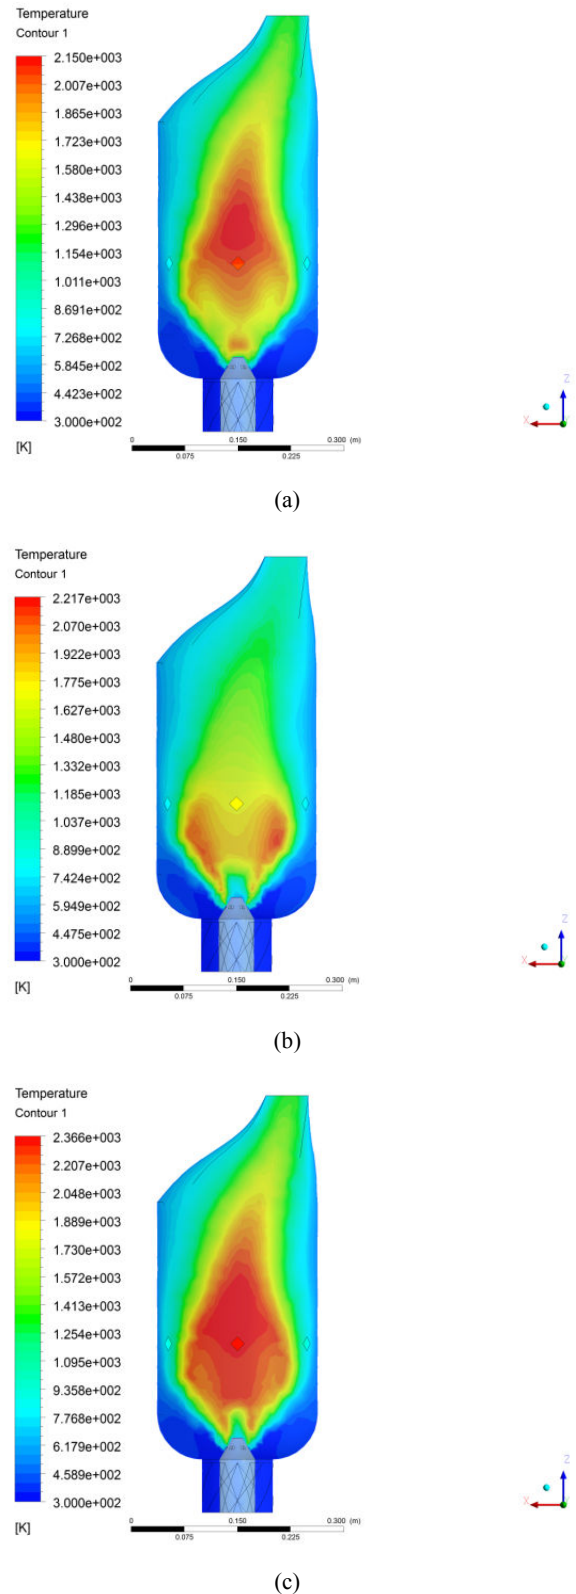 Temperature
Contour 1
2.150e+003
2.007e+003
1.865e+003
1.723e+003
1.580e+003
1.438e+003
1.296e+003
1.154e+003
1.011e+003
8.691e+002
7.268e+002
5.845e+002
4.423e+002
3.000e+002
[K]
0 0.150 0.300 (m)
0.075 0.225
Z
X
(a)
Temperature
Contour 1
2.217e+003
2.070e+003
1.922e+003
1.775e+003
1.627e+003
1.480e+003
1.332e+003
1.185e+003
1.037e+003
8.899e+002
7.424e+002
5.949e+002
4.475e+002
3.000e+002
[K]
0 0.150 0.300 (m)
0.075 0.225
Z
X
(b)
Temperature
Contour 1
2.366e+003
2.207e+003
2.048e+003
1.889e+003
1.730e+003
1.572e+003
1.413e+003
1.254e+003
1.095e+003
9.358e+002
7.768e+002
6.179e+002
4.589e+002
3.000e+002
[K]
0 0.150 0.300 (m)
0.075 0.225
Z
X
(c)